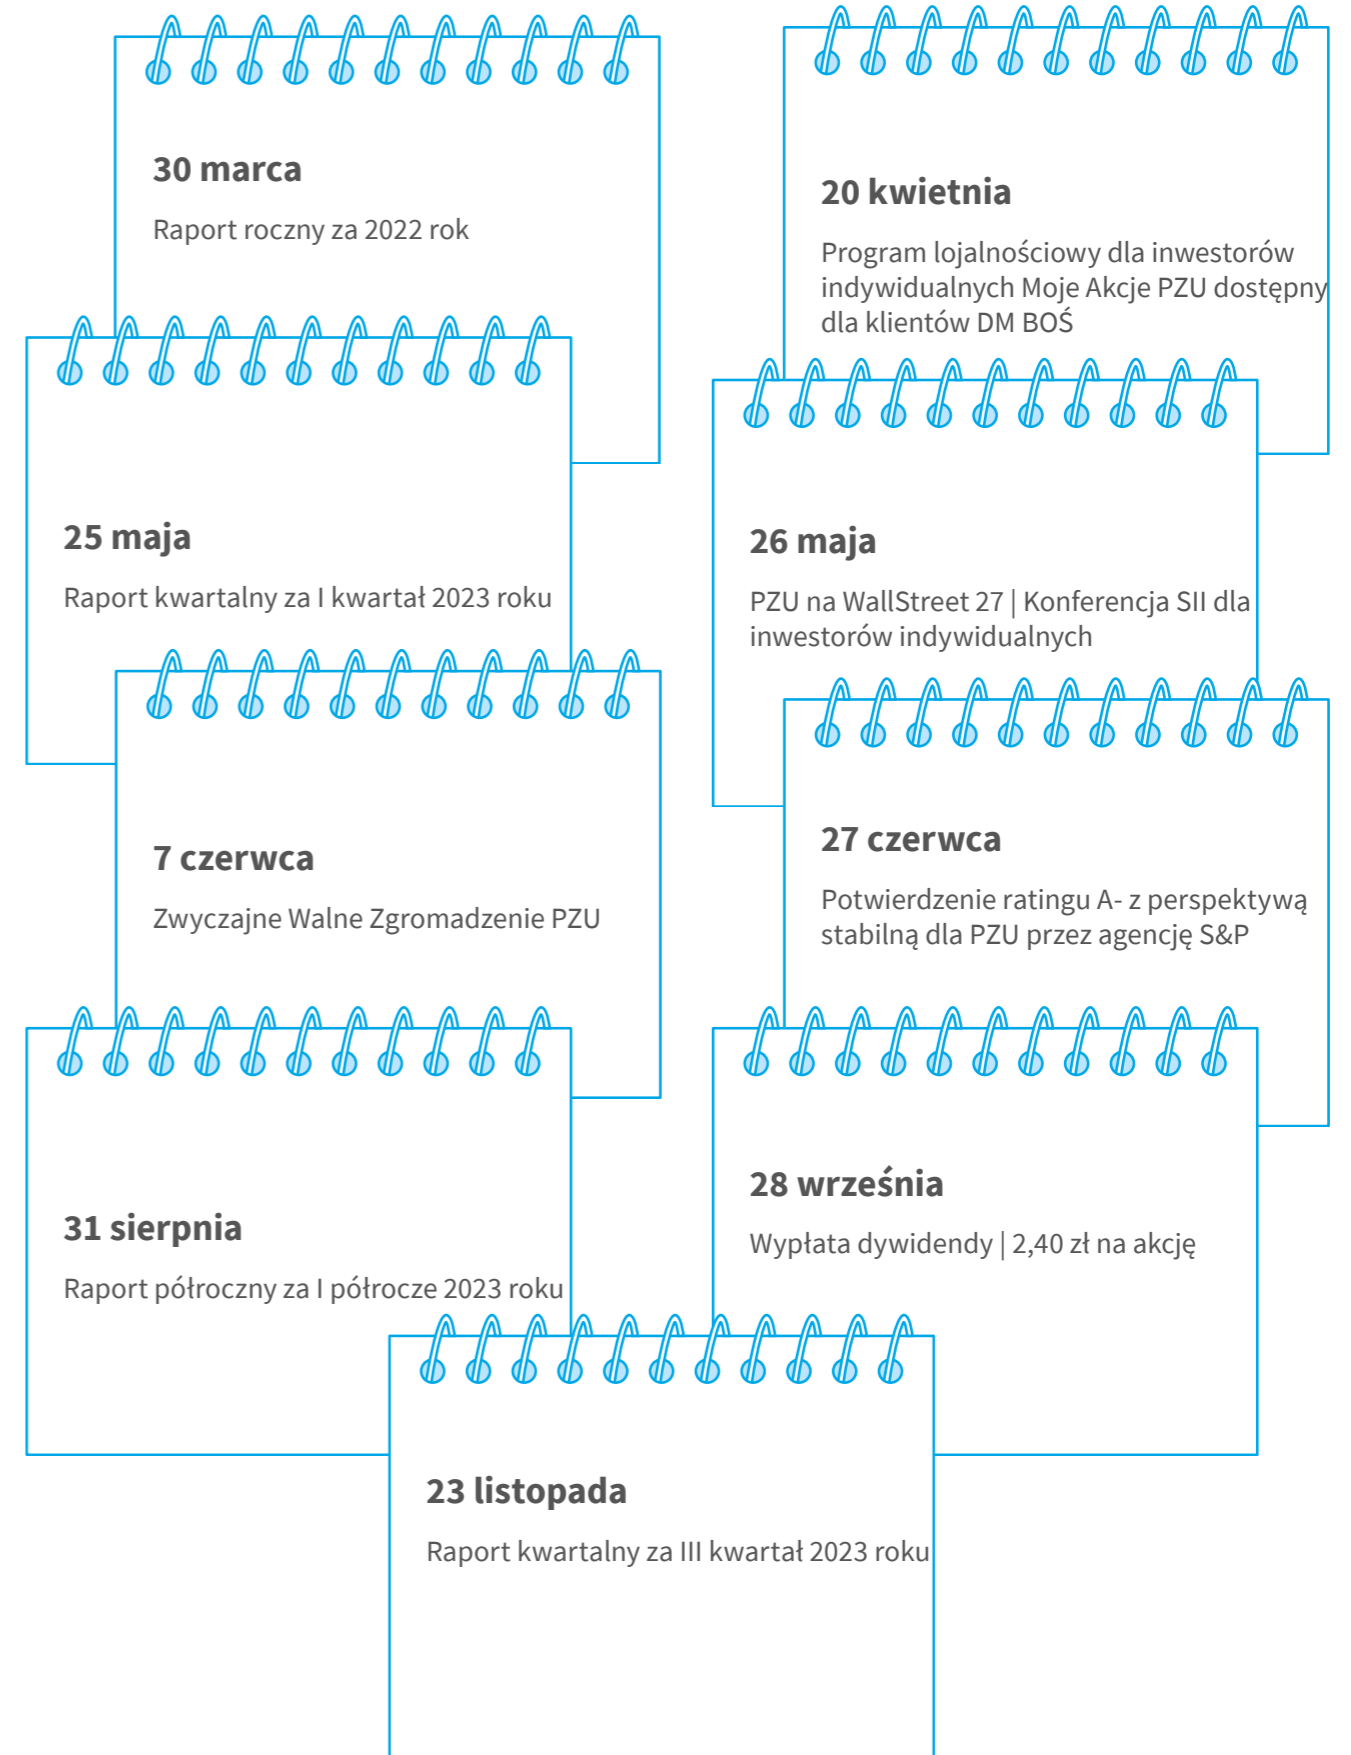 30 marca
Raport roczny za 2022 rok
20 kwietnia
Program lojalnościowy dla inwestorów
indywidualnych Moje Akcje PZU dostępny
dla klientów DM BOŚ
25 maja
Raport kwartalny za I kwartał 2023 roku
26 maja
PZU na WallStreet 27 | Konferencja SII dla
inwestorów indywidualnych
7 czerwca
Zwyczajne Walne Zgromadzenie PZU
27 czerwca
Potwierdzenie ratingu A- z perspektywą
stabilną dla PZU przez agencję S&P
31 sierpnia
Raport półroczny za I półrocze 2023 roku
28 września
Wypłata dywidendy | 2,40 zł na akcję
23 listopada
Raport kwartalny za III kwartał 2023 roku